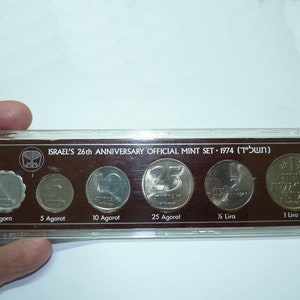 ISRAEL'S 26th ANNIVERSARY OFFICIAL MINT SET • 1974 (תשל"ד)
25
gora
5 Agorot
10 Agorot
25 Agorot
½ Lira
1 Lira